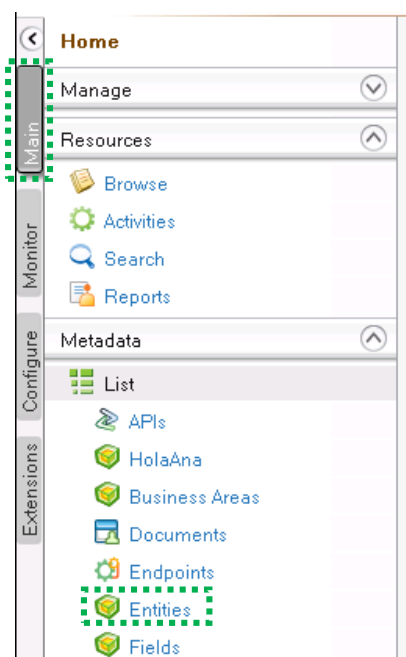 Home
Main
Manage
Resources
Browse
Activities
Monitor
Search
Reports
Configure
Metadata
List
APIs
HolaAna
Extensions
Business Areas
Documents
Endpoints
Entities
Fields